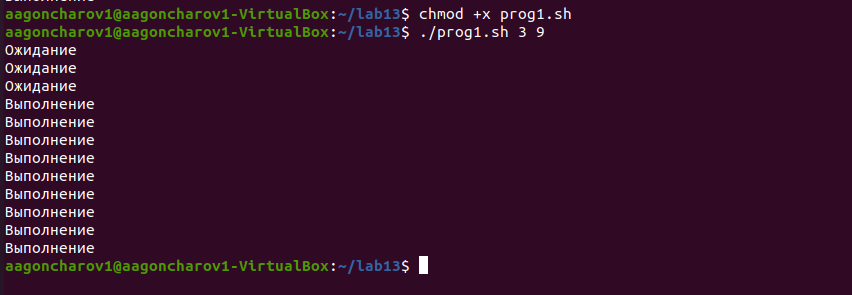 aagoncharov1@aagoncharov1-VirtualBox:~/lab13$ chmod +x prog1.sh
aagoncharov1@aagoncharov1-VirtualBox:~/lab13$ ./prog1.sh 3 9
Ожидание
Ожидание
Ожидание
Выполнение
Выполнение
Выполнение
Выполнение
Выполнение
Выполнение
Выполнение
Выполнение
Выполнение
aagoncharov1@aagoncharov1-VirtualBox:~/lab13$